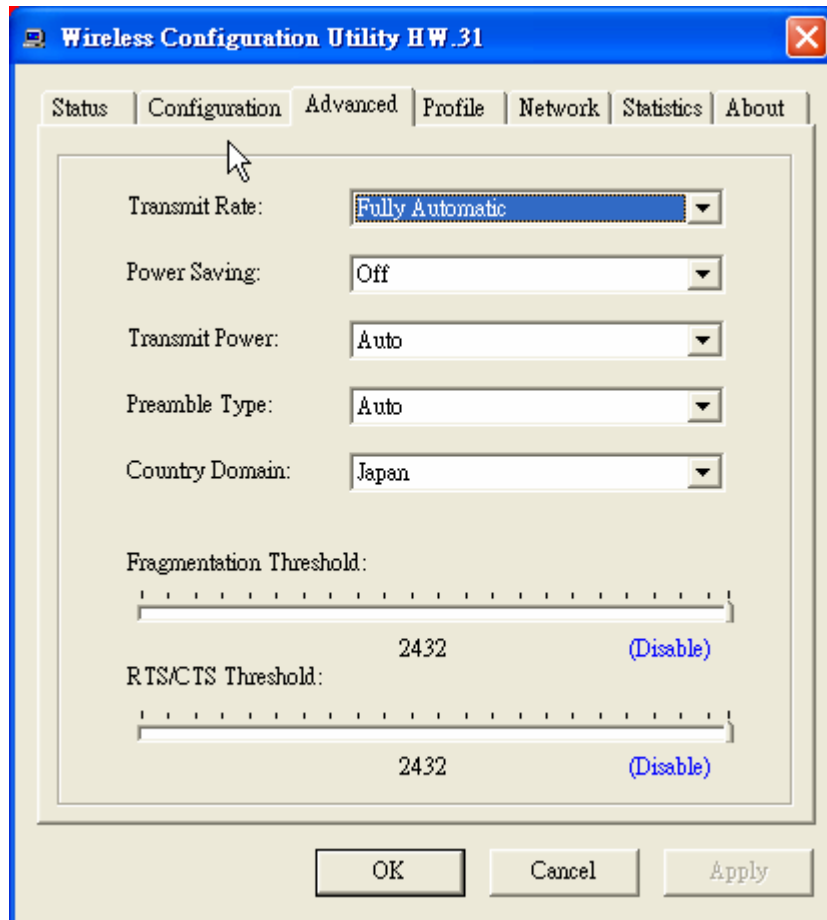 Wireless Configuration Utility HW.31
Status Configuration Advanced Profile Network Statistics About
Transmit Rate: Fully Automatic
Power Saving: Off
Transmit Power: Auto
Preamble Type: Auto
Country Domain: Japan
Fragmentation Threshold:
2432 (Disable)
RTS/CTS Threshold:
2432 (Disable)
OK Cancel Apply